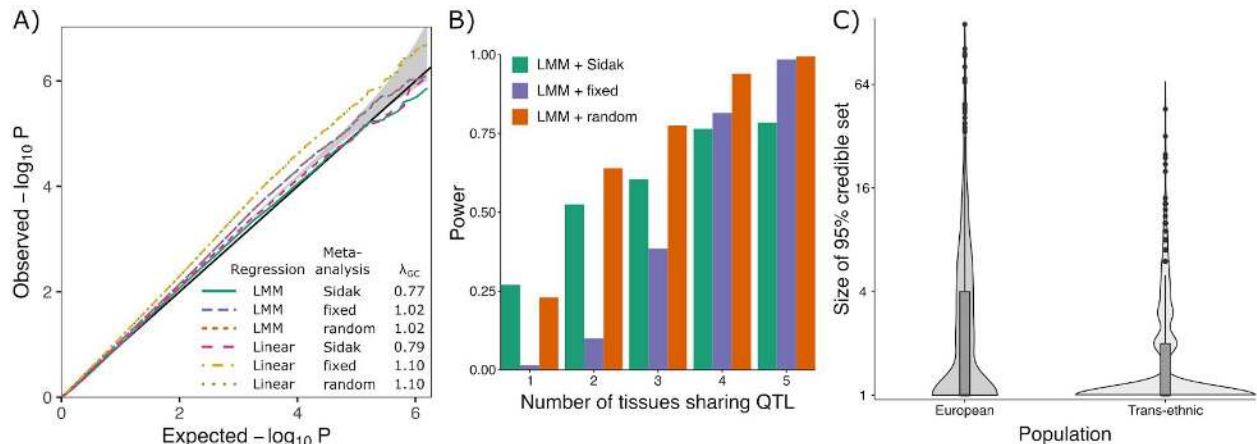 A)
Observed −log₁₀ P
6
4
2
0
0 2 4 6
Expected −log₁₀ P
Meta-
Regression analysis λGC
LMM Sidak 0.77
LMM fixed 1.02
LMM random 1.02
Linear Sidak 0.79
Linear fixed 1.10
Linear random 1.10
B)
Power
1.00
0.75
0.50
0.25
0.00
LMM + Sidak
LMM + fixed
LMM + random
1 2 3 4 5
Number of tissues sharing QTL
C)
Size of 95% credible set
64
16
4
1
European Trans-ethnic
Population